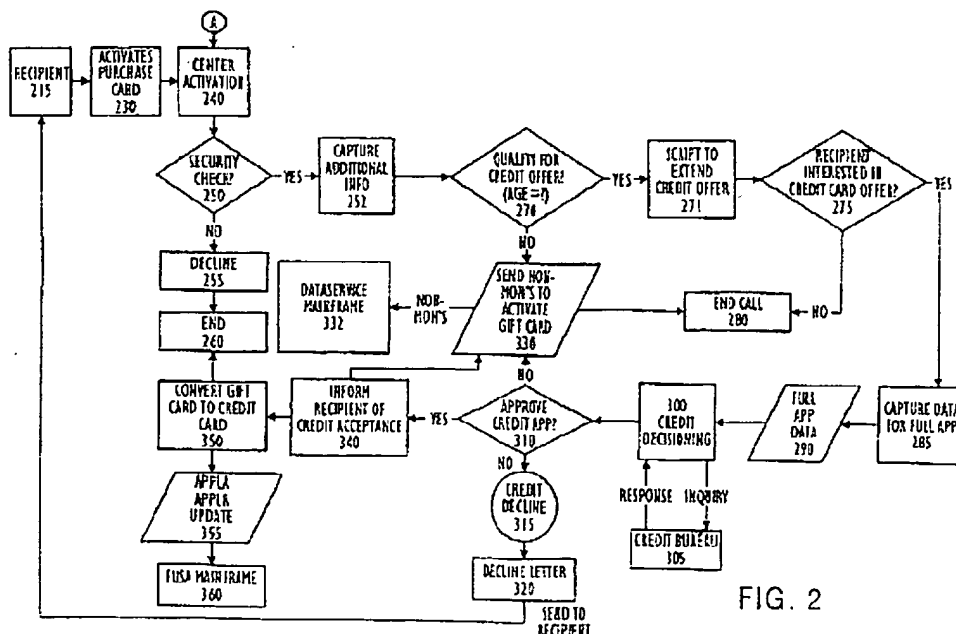 A
RECIPIENT
215
ACTIVATES
PURCHASE
CARD
230
CENTER
ACTIVATION
240
SECURITY
CHECK?
250
YES
CAPTURE
ADDITIONAL
INFO
252
QUALITY FOR
CREDIT OFFER?
(AGE =?)
270
YES
SCRIPT TO
EXTEND
CREDIT OFFER
271
RECIPIENT
INTERESTED IN
CREDIT CARD OFFER?
275
YES
NO
DECLINE
255
END
260
NO
DATASERVICE
MAINFRAME
332
NON-
MON'S
SEND NON-
MON'S TO
ACTIVATE
GIFT CARD
330
END CALL
280
NO
CONVERT GIFT
CARD TO CREDIT
CARD
350
INFORM
RECIPIENT OF
CREDIT ACCEPTANCE
340
YES
NO
APPROVE
CREDIT APP?
310
300
CREDIT
DECISIONING
FULL
APP
DATA
290
CAPTURE DATA
FOR FULL APP
285
NO
RESPONSE INQUIRY
CREDIT BUREAU
305
APPLR
UPDATE
355
CREDIT
DECLINE
315
FUSA MAINFRAME
360
DECLINE LETTER
320
SEND TO
RECIPIENT
FIG. 2